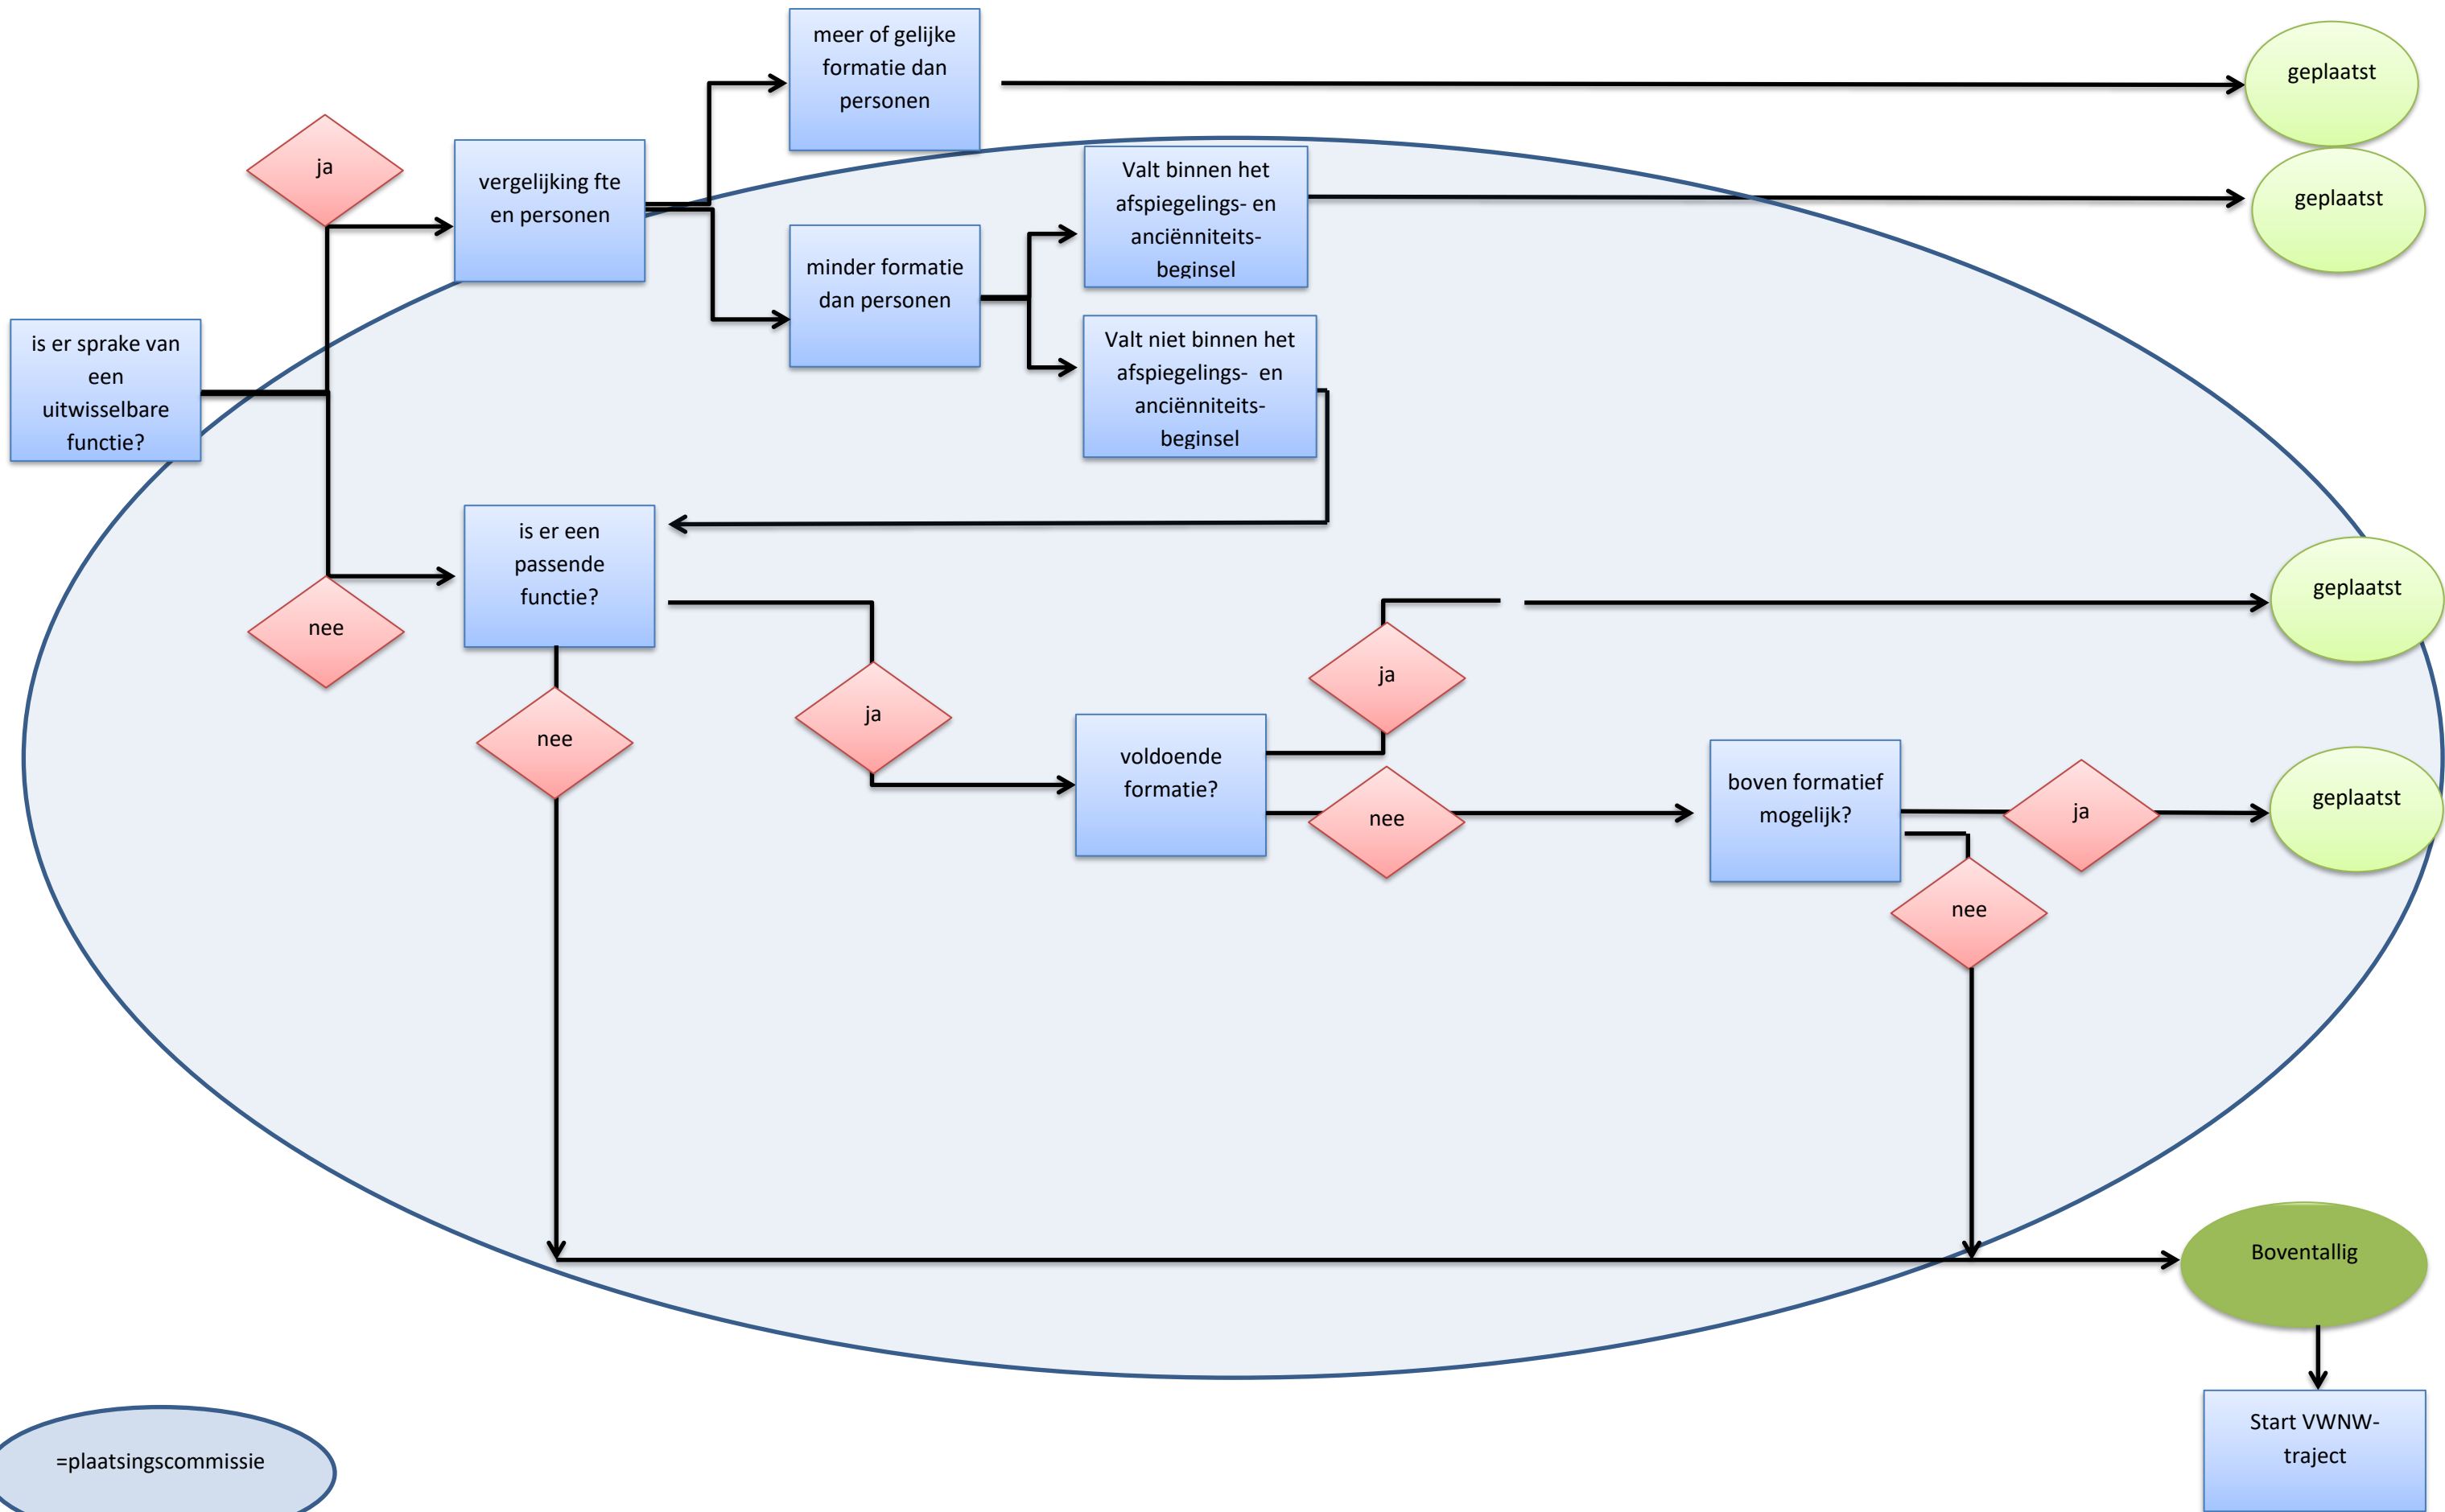 meer of gelijke
formatie dan
personen
geplaatst
ja
vergelijking fte
en personen
Valt binnen het
afspiegelings- en
anciënniteits-
beginsel
geplaatst
minder formatie
dan personen
is er sprake van
een
uitwisselbare
functie?
Valt niet binnen het
afspiegelings- en
anciënniteits-
beginsel
is er een
passende
functie?
nee
geplaatst
ja
ja
nee
voldoende
formatie?
nee
boven formatief
mogelijk?
ja
geplaatst
nee
Boventallig
Start VWNW-
traject
=plaatsingscommissie